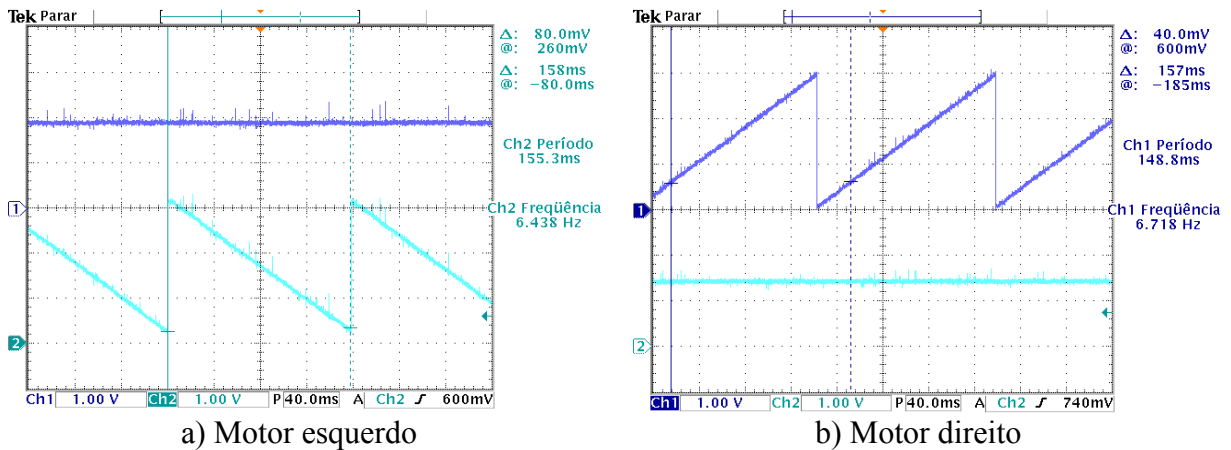 Tek Parar
Δ: 80.0mV
@: 260mV
Δ: 158ms
@: −80.0ms
Ch2 Período
155.3ms
Ch2 Freqüência
6.438 Hz
1
2
Ch1 1.00 V Ch2 1.00 V P 40.0ms A Ch2 ƒ 600mV
a) Motor esquerdo
Tek Parar
Δ: 40.0mV
@: 600mV
Δ: 157ms
@: −185ms
Ch1 Período
148.8ms
Ch1 Freqüência
6.718 Hz
1
2
Ch1 1.00 V Ch2 1.00 V P 40.0ms A Ch2 ƒ 740mV
b) Motor direito